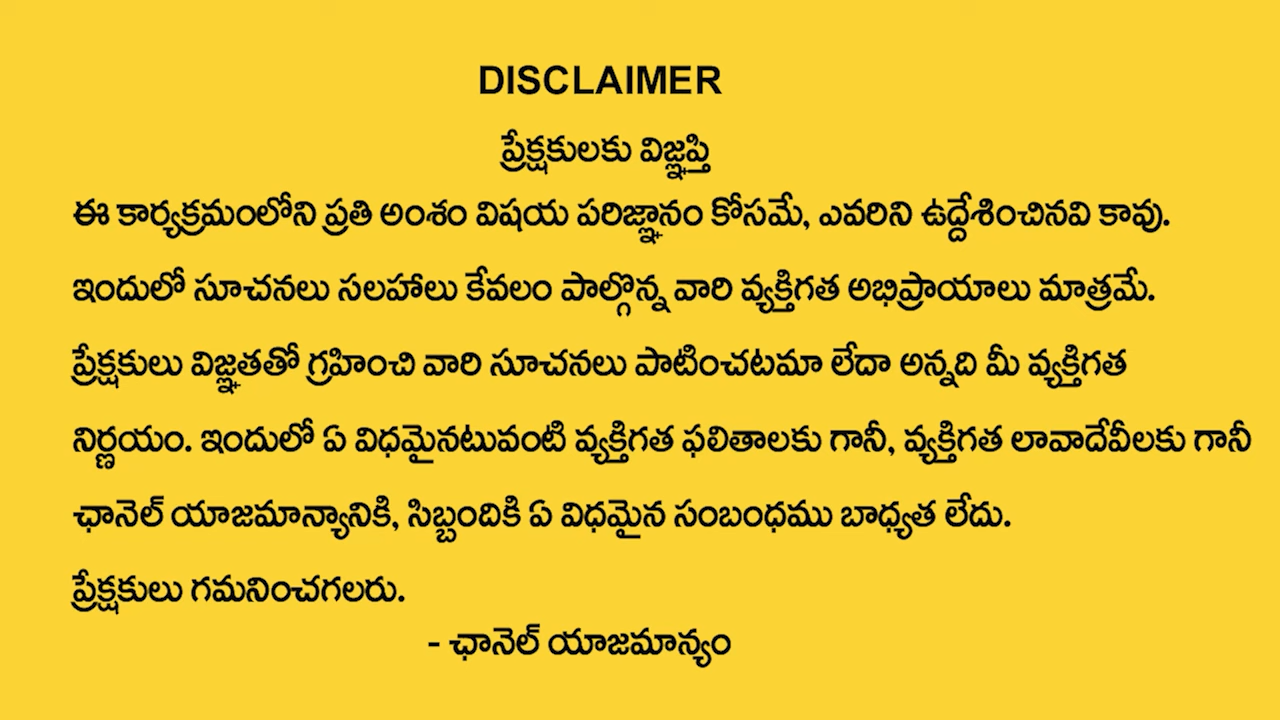 DISCLAIMER
ప్రేక్షకులకు విజ్ఞప్తి
ఈ కార్యక్రమంలోని ప్రతి అంశం విషయ పరిజ్ఞానం కోసమే, ఎవరిని ఉద్దేశించినవి కావు.
ఇందులో సూచనలు సలహాలు కేవలం పాల్గొన్న వారి వ్యక్తిగత అభిప్రాయాలు మాత్రమే.
ప్రేక్షకులు విజ్ఞతతో గ్రహించి వారి సూచనలు పాటించటమా లేదా అన్నది మీ వ్యక్తిగత
నిర్ణయం. ఇందులో ఏ విధమైనటువంటి వ్యక్తిగత ఫలితాలకు గానీ, వ్యక్తిగత లావాదేవీలకు గానీ
ఛానెల్ యాజమాన్యానికి, సిబ్బందికి ఏ విధమైన సంబంధము బాధ్యత లేదు.
ప్రేక్షకులు గమనించగలరు.
- ఛానెల్ యాజమాన్యం